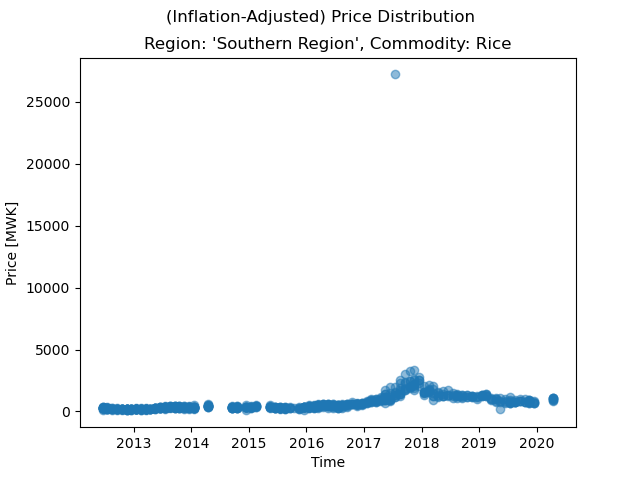 (Inflation-Adjusted) Price Distribution
Region: 'Southern Region', Commodity: Rice
25000
20000
15000
10000
5000
0
Price [MWK]
2013 2014 2015 2016 2017 2018 2019 2020
Time